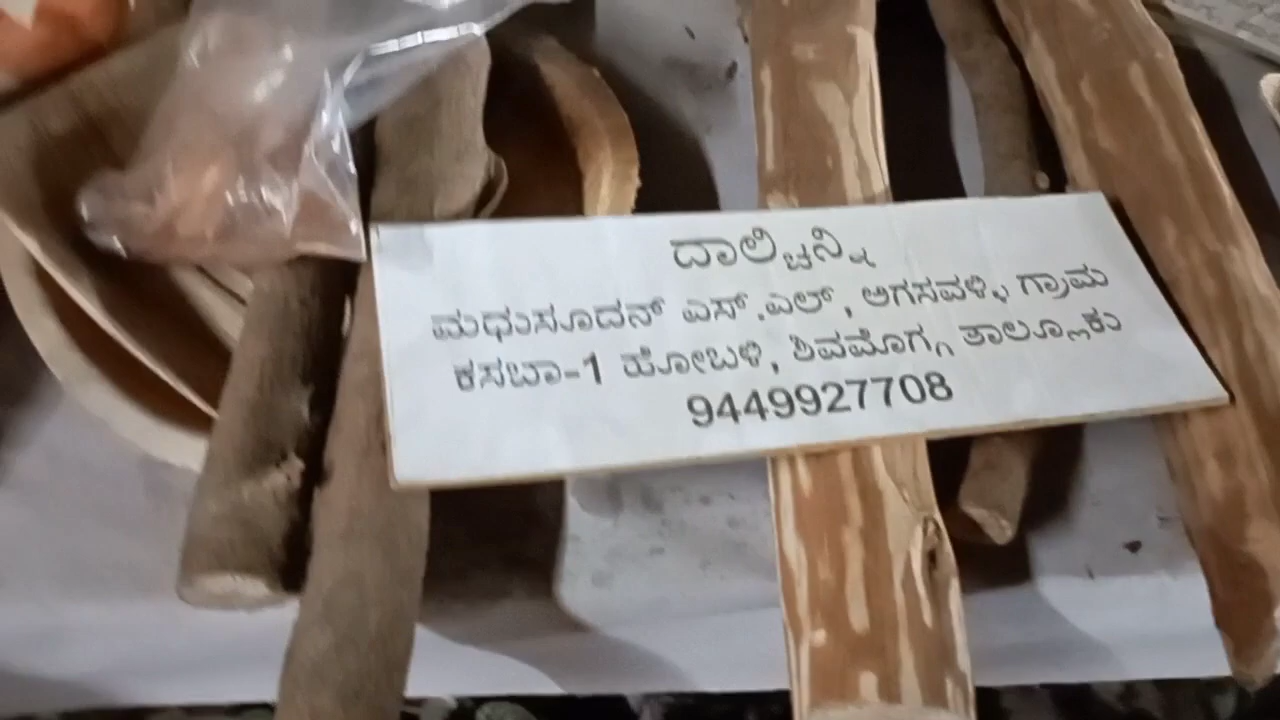 ದಾಲ್ಚಿನ್ನಿ
ಮಧುಸೂದನ್ ಎಸ್.ಎಲ್, ಅಗಸವಳ್ಳಿ ಗ್ರಾಮ
ಕಸಬಾ-1 ಹೋಬಳಿ, ಶಿವಮೊಗ್ಗ ತಾಲ್ಲೂಕು
9449927708